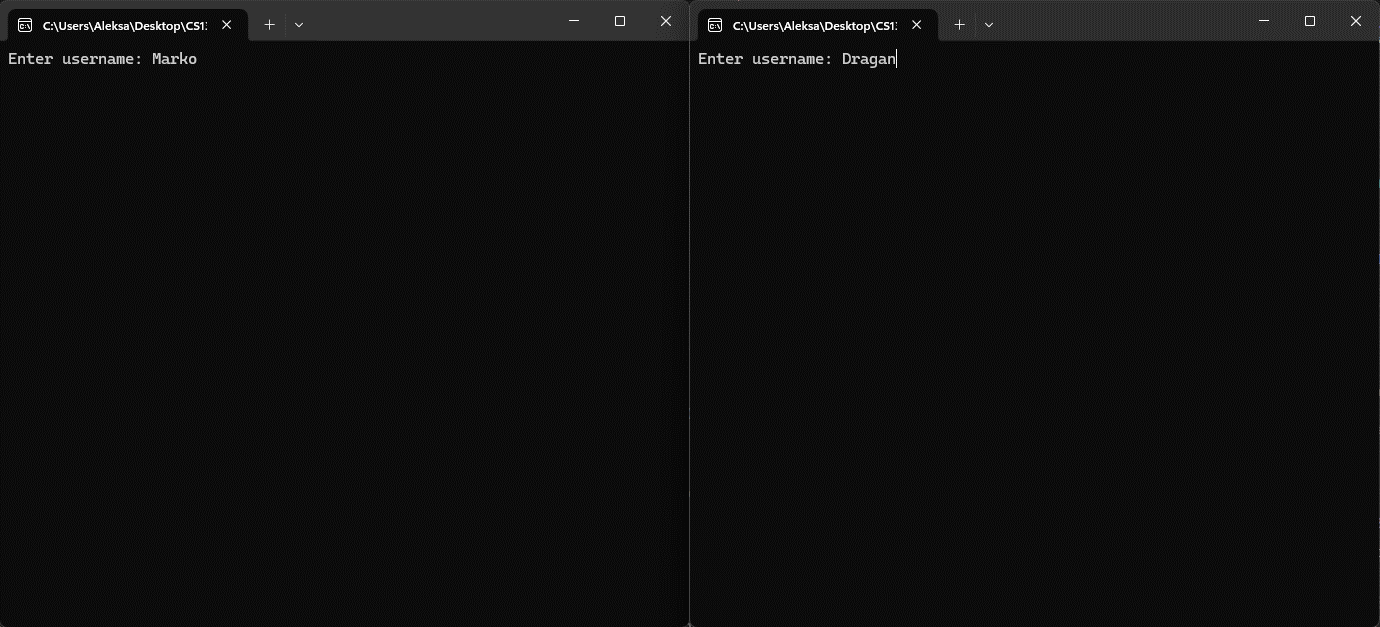 C:\Users\Aleksa\Desktop\CS1
Enter username: Marko
C:\Users\Aleksa\Desktop\CS1
Enter username: Dragan